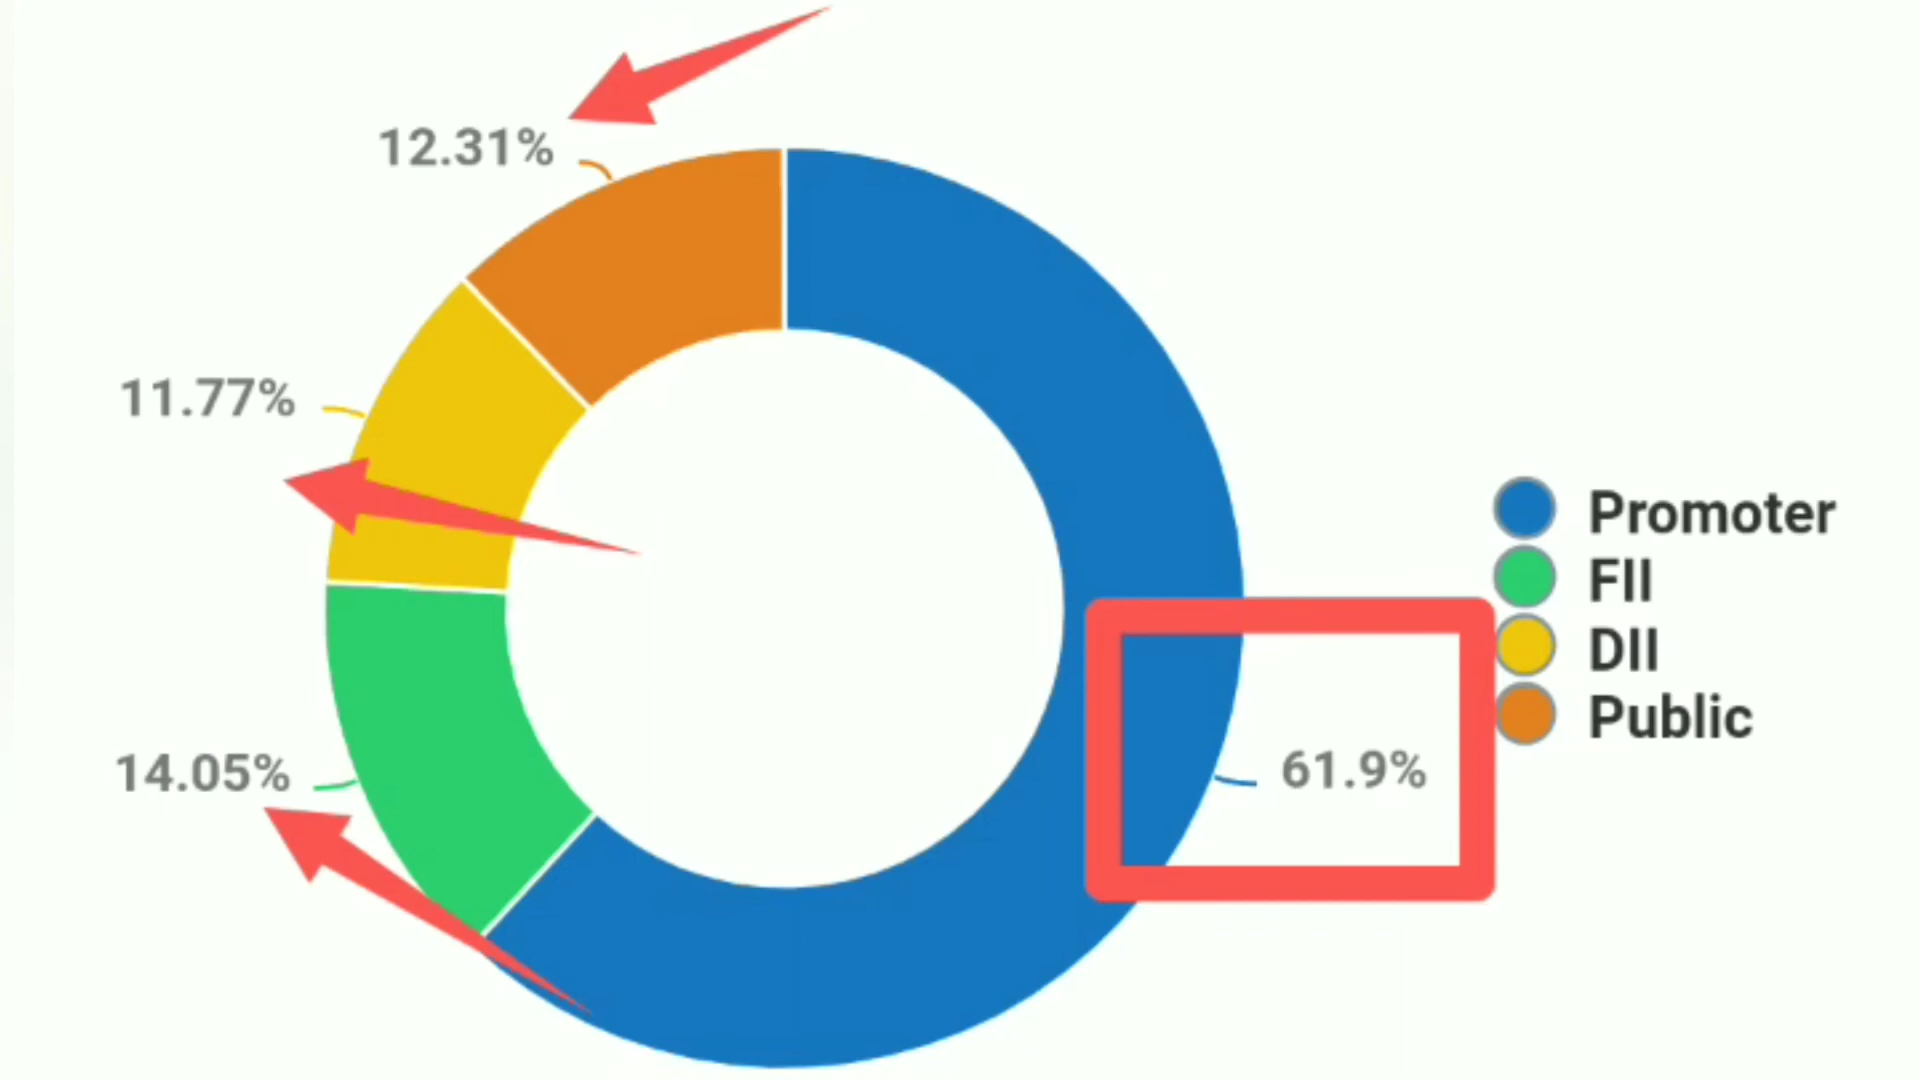 12.31%
11.77%
14.05%
61.9%
Promoter
FII
DII
Public